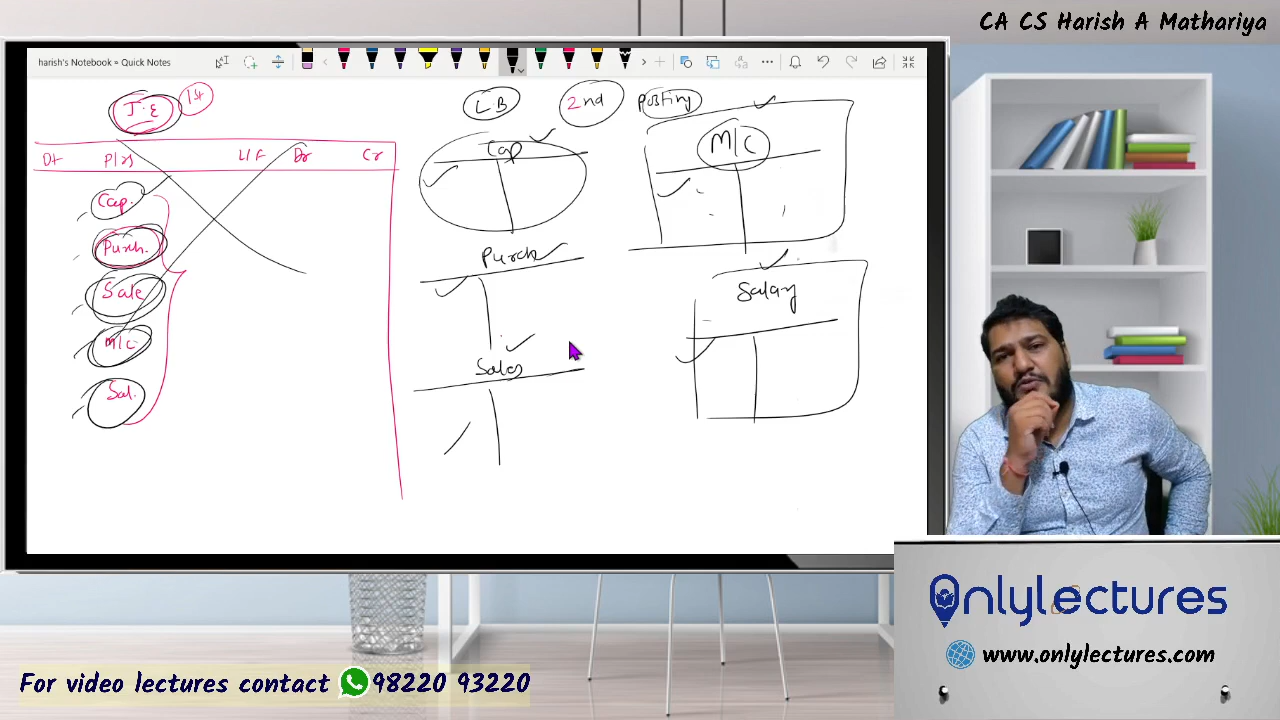 CA CS Harish A Mathariya
harish's Notebook » Quick Notes
J.E 1st
Dt P/rs L/F Dr Cr
Cap.
Purch.
Sale
M/C
Sal.
L B 2nd Posting
Cap
Purch
Sales
M/C
Salary
Onlylectures
www.onlylectures.com
For video lectures contact 98220 93220